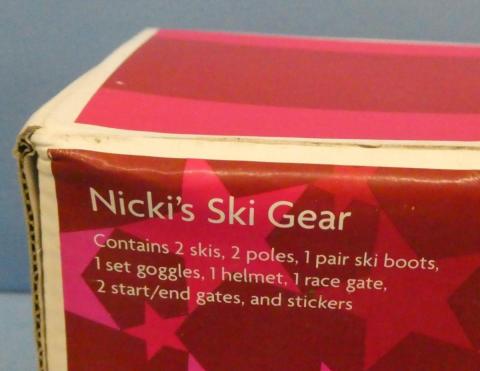 Nicki's Ski Gear
Contains 2 skis, 2 poles, 1 pair ski boots,
1 set goggles, 1 helmet, 1 race gate,
2 start/end gates, and stickers